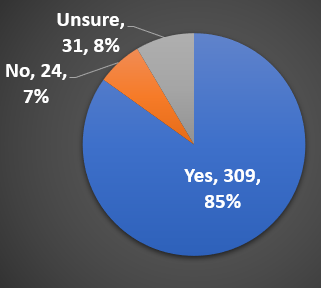 Unsure,
31, 8%
No, 24,
7%
Yes, 309,
85%